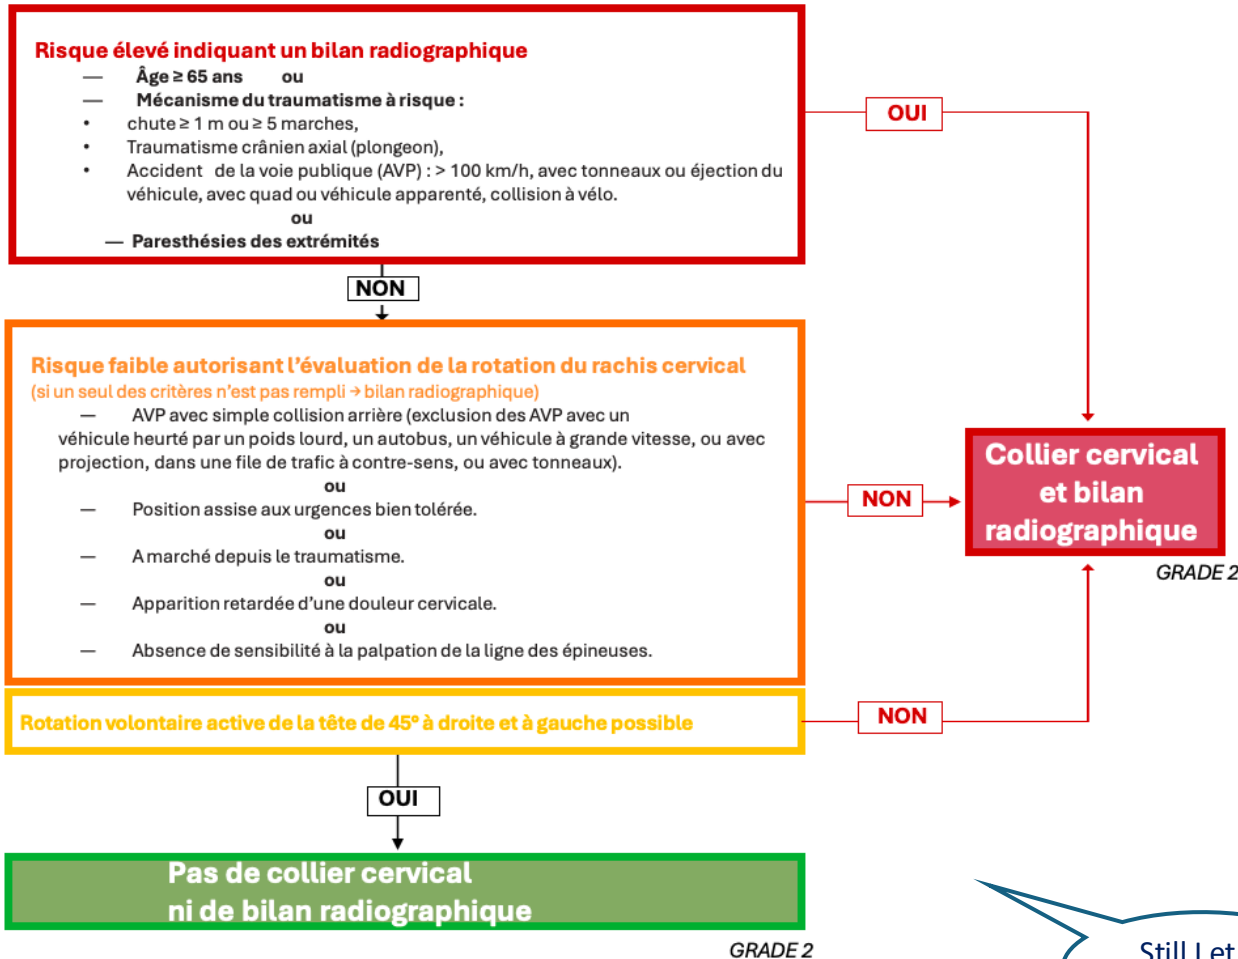 Risque élevé indiquant un bilan radiographique
— Âge ≥ 65 ans ou
— Mécanisme du traumatisme à risque :
• chute ≥ 1 m ou ≥ 5 marches,
• Traumatisme crânien axial (plongeon),
• Accident de la voie publique (AVP) : > 100 km/h, avec tonneaux ou éjection du
véhicule, avec quad ou véhicule apparenté, collision à vélo.
ou
— Paresthésies des extrémités
OUI
NON
Risque faible autorisant l'évaluation de la rotation du rachis cervical
(si un seul des critères n'est pas rempli → bilan radiographique)
— AVP avec simple collision arrière (exclusion des AVP avec un
véhicule heurté par un poids lourd, un autobus, un véhicule à grande vitesse, ou avec
projection, dans une file de trafic à contre-sens, ou avec tonneaux).
ou
— Position assise aux urgences bien tolérée.
ou
— A marché depuis le traumatisme.
ou
— Apparition retardée d'une douleur cervicale.
ou
— Absence de sensibilité à la palpation de la ligne des épineuses.
NON
Collier cervical
et bilan
radiographique
GRADE 2
Rotation volontaire active de la tête de 45° à droite et à gauche possible
NON
OUI
Pas de collier cervical
ni de bilan radiographique
GRADE 2
Still Let